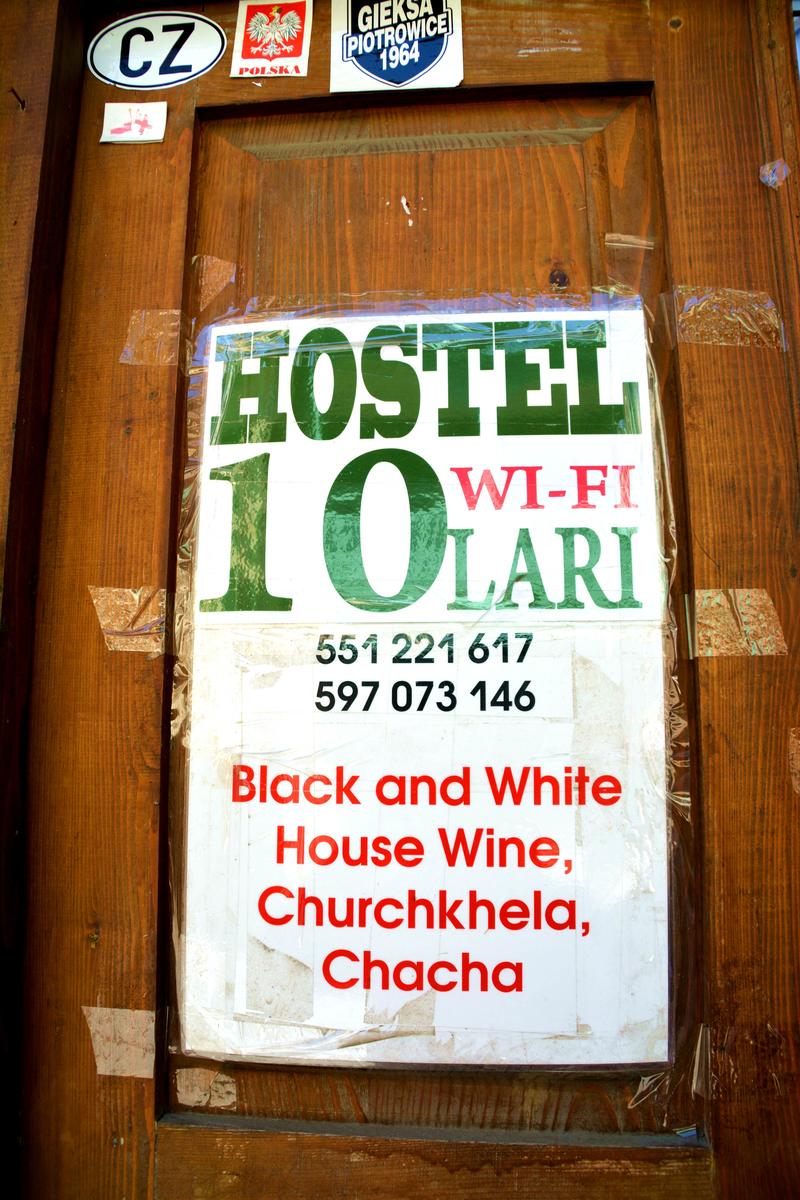 CZ
POLSKA
GIEKSA
PIOTROWICE
1964
HOSTEL
10 WI-FI
LARI
551 221 617
597 073 146
Black and White
House Wine,
Churchkhela,
Chacha